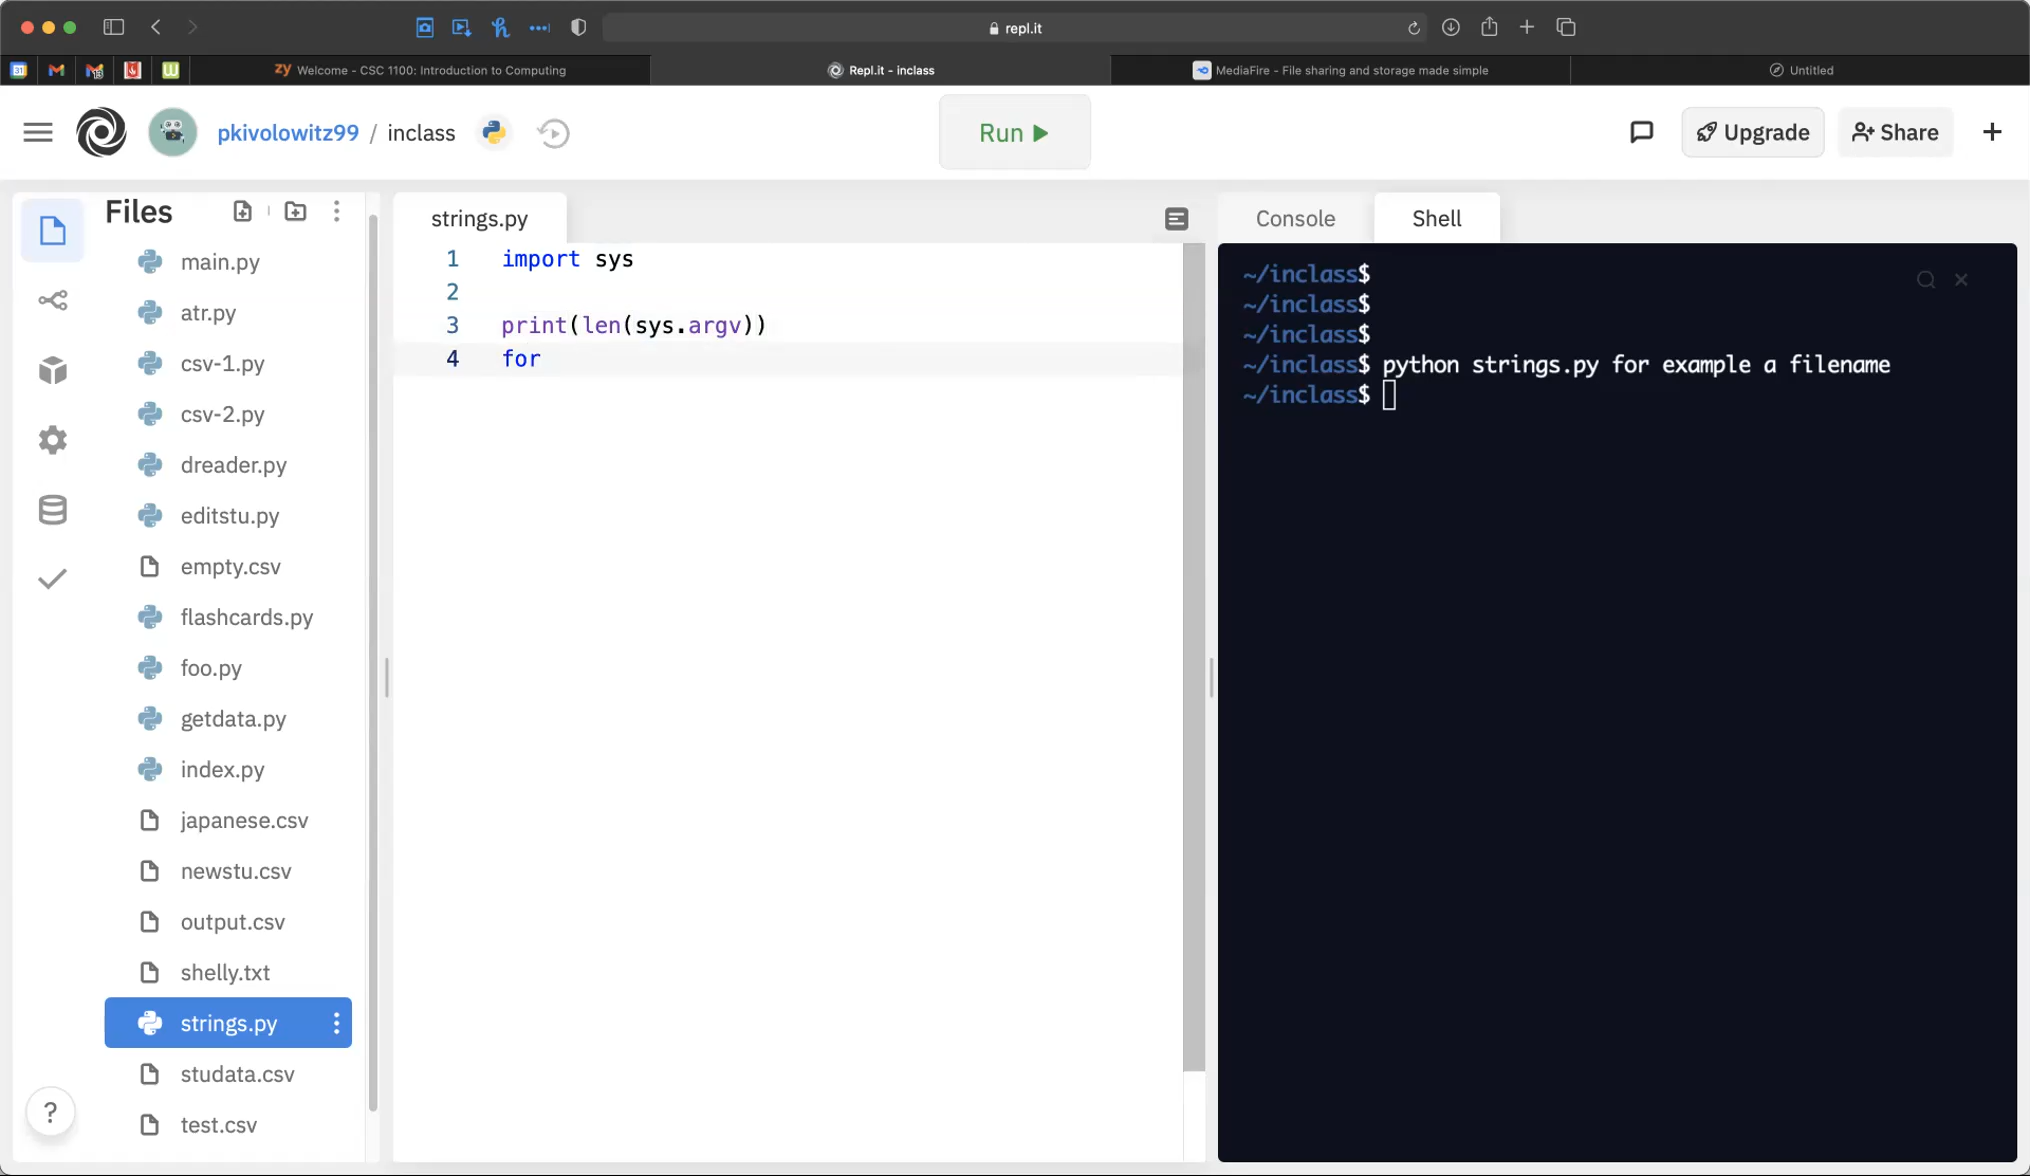 repl.it
31
zy Welcome - CSC 1100: Introduction to Computing
Repl.it - inclass
MediaFire - File sharing and storage made simple
Untitled
pkivolowitz99 / inclass
Run
Upgrade
Share
Files
main.py
atr.py
csv-1.py
csv-2.py
dreader.py
editstu.py
empty.csv
flashcards.py
foo.py
getdata.py
index.py
japanese.csv
newstu.csv
output.csv
shelly.txt
strings.py
studata.csv
test.csv
?
strings.py
1 import sys
2
3 print(len(sys.argv))
4 for
Console
Shell
~/inclass$
~/inclass$
~/inclass$
~/inclass$ python strings.py for example a filename
~/inclass$